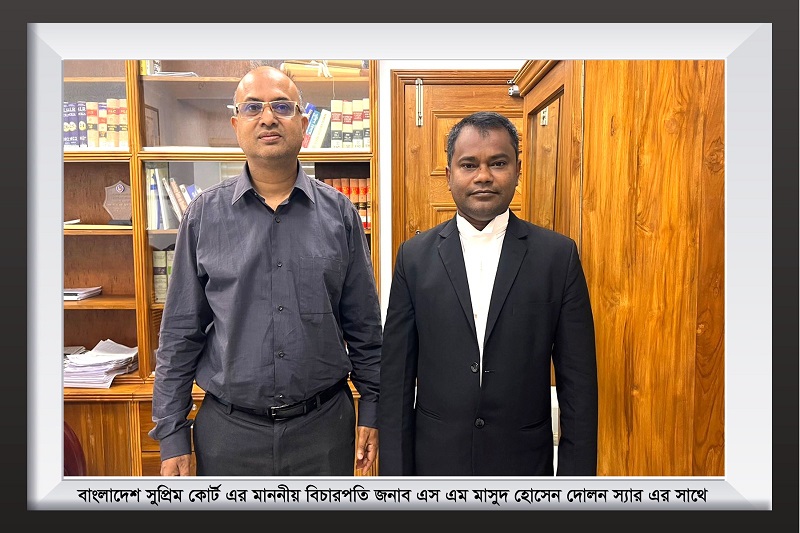 বাংলাদেশ সুপ্রিম কোর্ট এর মাননীয় বিচারপতি জনাব এস এম মাসুদ হোসেন দোলন স্যার এর সাথে